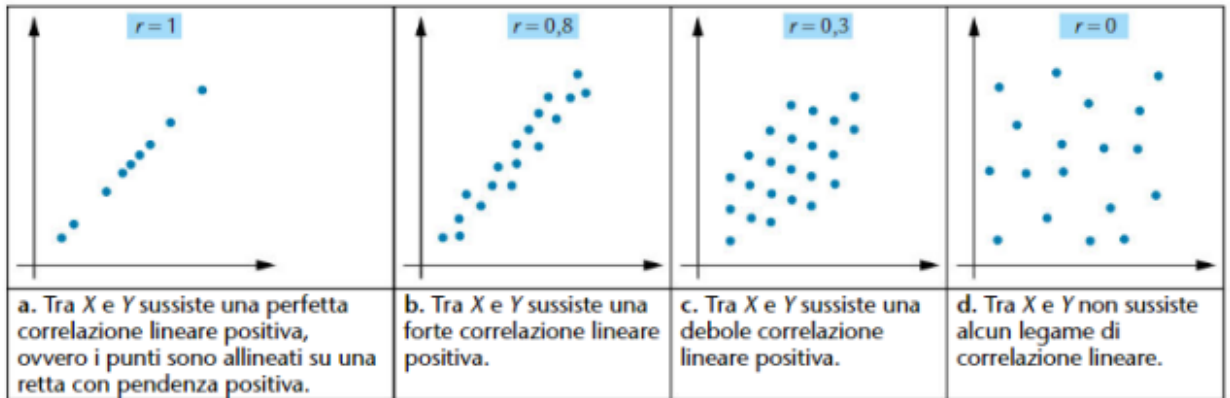 r = 1
r = 0,8
r = 0,3
r = 0
a. Tra X e Y sussiste una perfetta
correlazione lineare positiva,
ovvero i punti sono allineati su una
retta con pendenza positiva.
b. Tra X e Y sussiste una
forte correlazione lineare
positiva.
c. Tra X e Y sussiste una
debole correlazione
lineare positiva.
d. Tra X e Y non sussiste
alcun legame di
correlazione lineare.